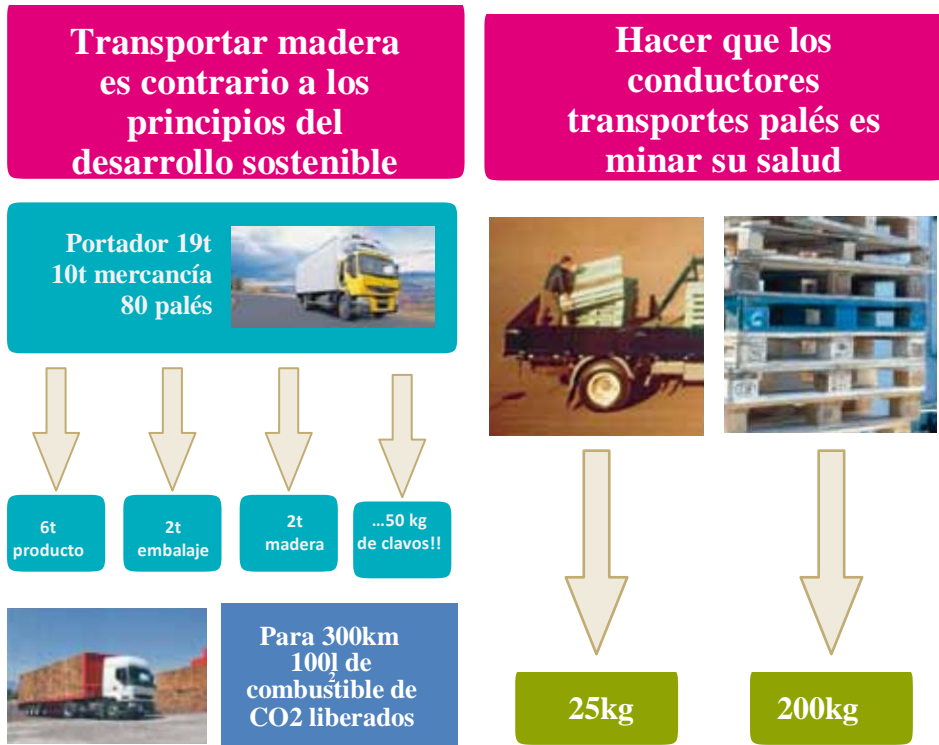 Transportar madera
es contrario a los
principios del
desarrollo sostenible
Hacer que los
conductores
transportes palés es
minar su salud
Portador 19t
10t mercancía
80 palés
6t
producto
2t
embalaje
2t
madera
...50 kg
de clavos!!
Para 300km
100l de
2
combustible de
CO2 liberados
25kg
200kg